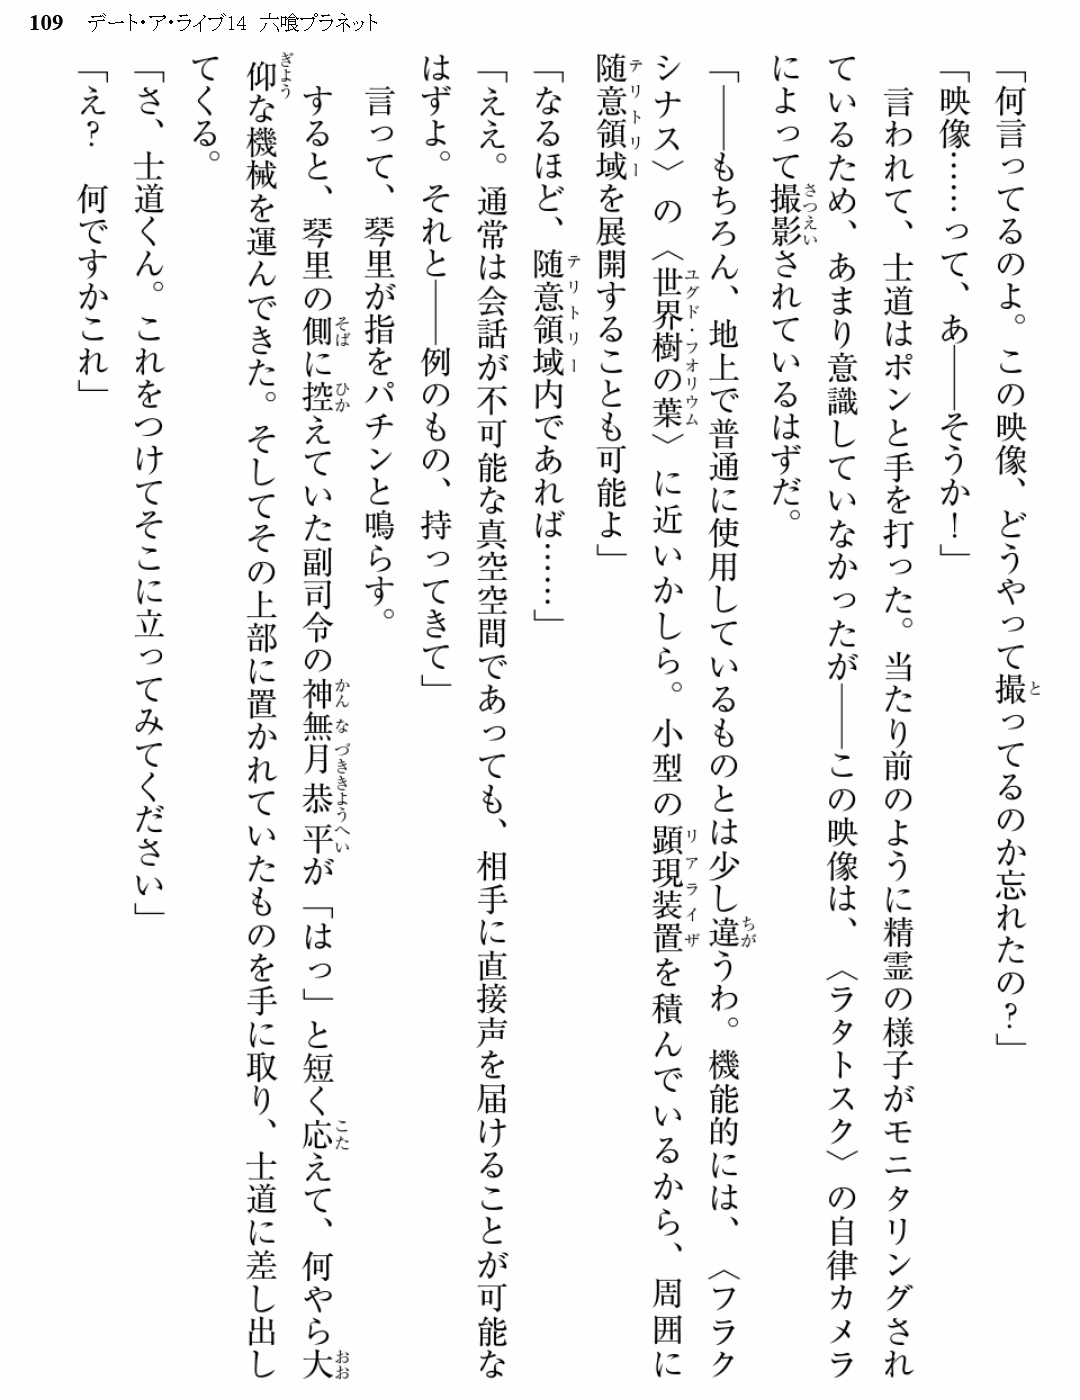 109 デート・ア・ライブ14 六喰プラネット
「何言ってるのよ。この映像、どうやって撮ってるのか忘れたの？」
「映像……って、あ――そうか！」
　言われて、士道はポンと手を打った。当たり前のように精霊の様子がモニタリングされ
ているため、あまり意識していなかったが――この映像は、〈ラタトスク〉の自律カメラ
によって撮影されているはずだ。
「――もちろん、地上で普通に使用しているものとは少し違うわ。機能的には、〈フラク
シナス〉の〈世界樹の葉〉に近いかしら。小型の顕現装置を積んでいるから、周囲に
随意領域を展開することも可能よ」
「なるほど、随意領域内であれば……」
「ええ。通常は会話が不可能な真空空間であっても、相手に直接声を届けることが可能な
はずよ。それと――例のもの、持ってきて」
　言って、琴里が指をパチンと鳴らす。
　すると、琴里の側に控えていた副司令の神無月恭平が「はっ」と短く応えて、何やら大
仰な機械を運んできた。そしてその上部に置かれていたものを手に取り、士道に差し出し
てくる。
「さ、士道くん。これをつけてそこに立ってみてください」
「え？　何ですかこれ」